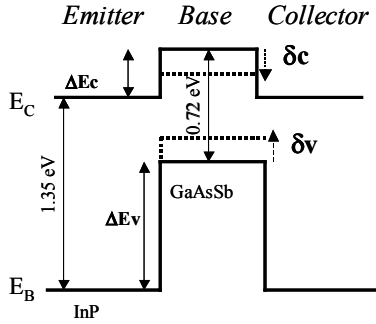 Emitter Base Collector
δc
ΔEc
0.72 eV
E_C
δv
1.35 eV
GaAsSb
ΔEv
E_B
InP